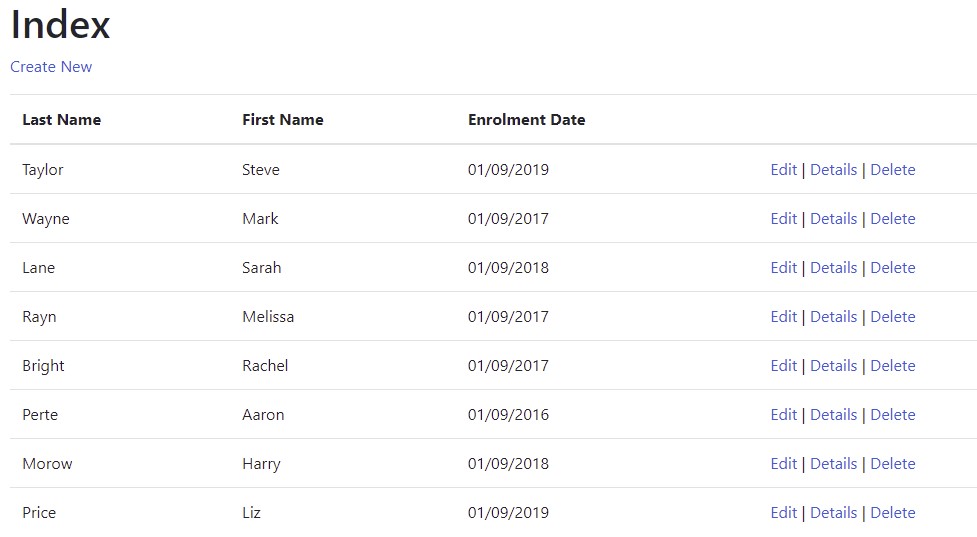 Index
Create New
Last Name First Name Enrolment Date
Taylor Steve 01/09/2019 Edit | Details | Delete
Wayne Mark 01/09/2017 Edit | Details | Delete
Lane Sarah 01/09/2018 Edit | Details | Delete
Rayn Melissa 01/09/2017 Edit | Details | Delete
Bright Rachel 01/09/2017 Edit | Details | Delete
Perte Aaron 01/09/2016 Edit | Details | Delete
Morow Harry 01/09/2018 Edit | Details | Delete
Price Liz 01/09/2019 Edit | Details | Delete